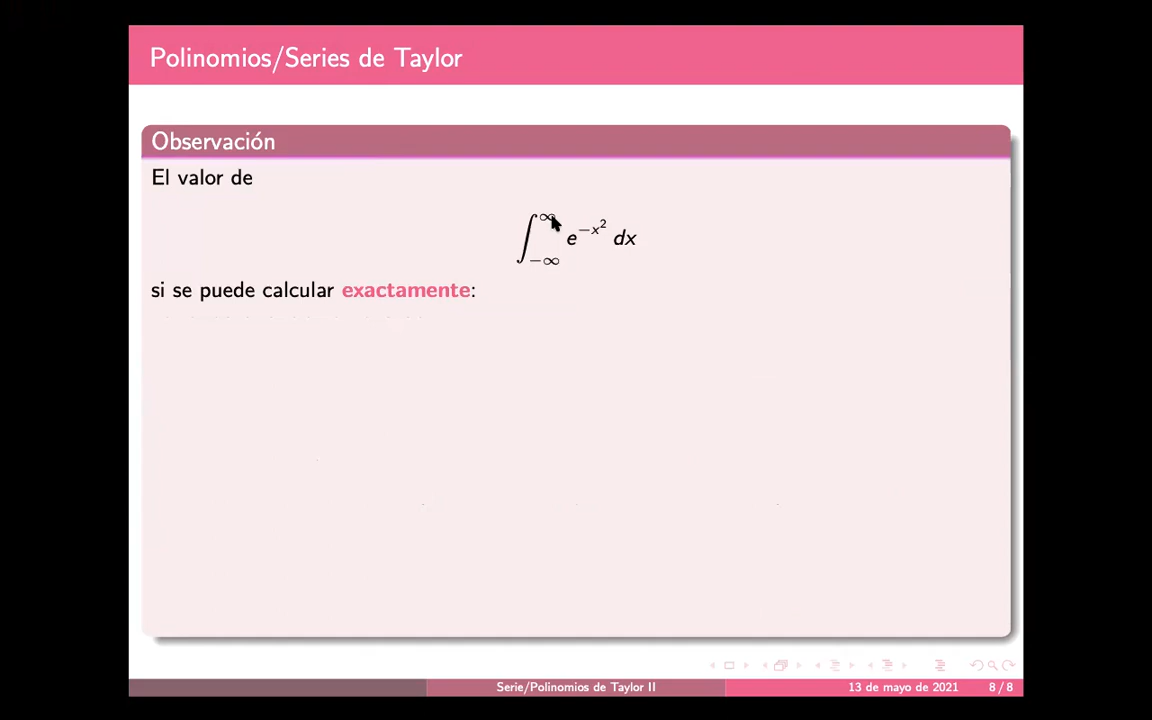 Polinomios/Series de Taylor
Observación
El valor de
∫_{-∞}^{∞} e^{-x^2} dx
si se puede calcular exactamente:
Serie/Polinomios de Taylor II
13 de mayo de 2021
8 / 8